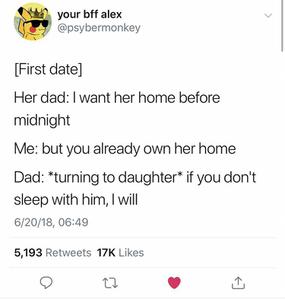 your bff alex
@psybermonkey
[First date]
Her dad: I want her home before
midnight
Me: but you already own her home
Dad: *turning to daughter* if you don't
sleep with him, I will
6/20/18, 06:49
5,193 Retweets 17K Likes